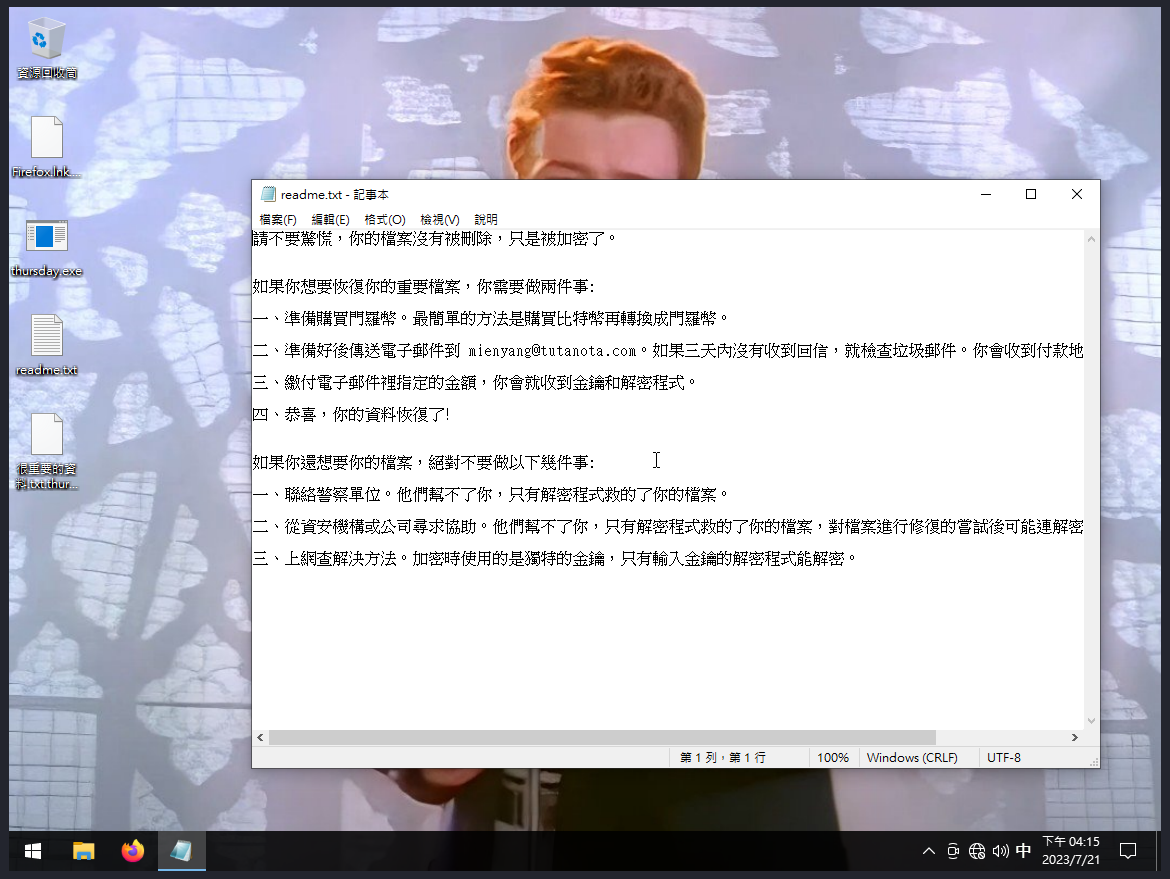 資源回收筒
Firefox.lnk....
thursday.exe
readme.txt
很重要的資
料.txt.thur...
readme.txt - 記事本
檔案(F) 編輯(E) 格式(O) 檢視(V) 說明
請不要驚慌，你的檔案沒有被刪除，只是被加密了。
如果你想要恢復你的重要檔案，你需要做兩件事:
一、準備購買門羅幣。最簡單的方法是購買比特幣再轉換成門羅幣。
二、準備好後傳送電子郵件到 mienyang@tutanota.com。如果三天內沒有收到回信，就檢查垃圾郵件。你會收到付款地
三、繳付電子郵件裡指定的金額，你會就收到金鑰和解密程式。
四、恭喜，你的資料恢復了!
如果你還想要你的檔案，絕對不要做以下幾件事:
一、聯絡警察單位。他們幫不了你，只有解密程式救的了你的檔案。
二、從資安機構或公司尋求協助。他們幫不了你，只有解密程式救的了你的檔案，對檔案進行修復的嘗試後可能連解密
三、上網查解決方法。加密時使用的是獨特的金鑰，只有輸入金鑰的解密程式能解密。
第 1 列，第 1 行 100% Windows (CRLF) UTF-8
中
下午 04:15
2023/7/21